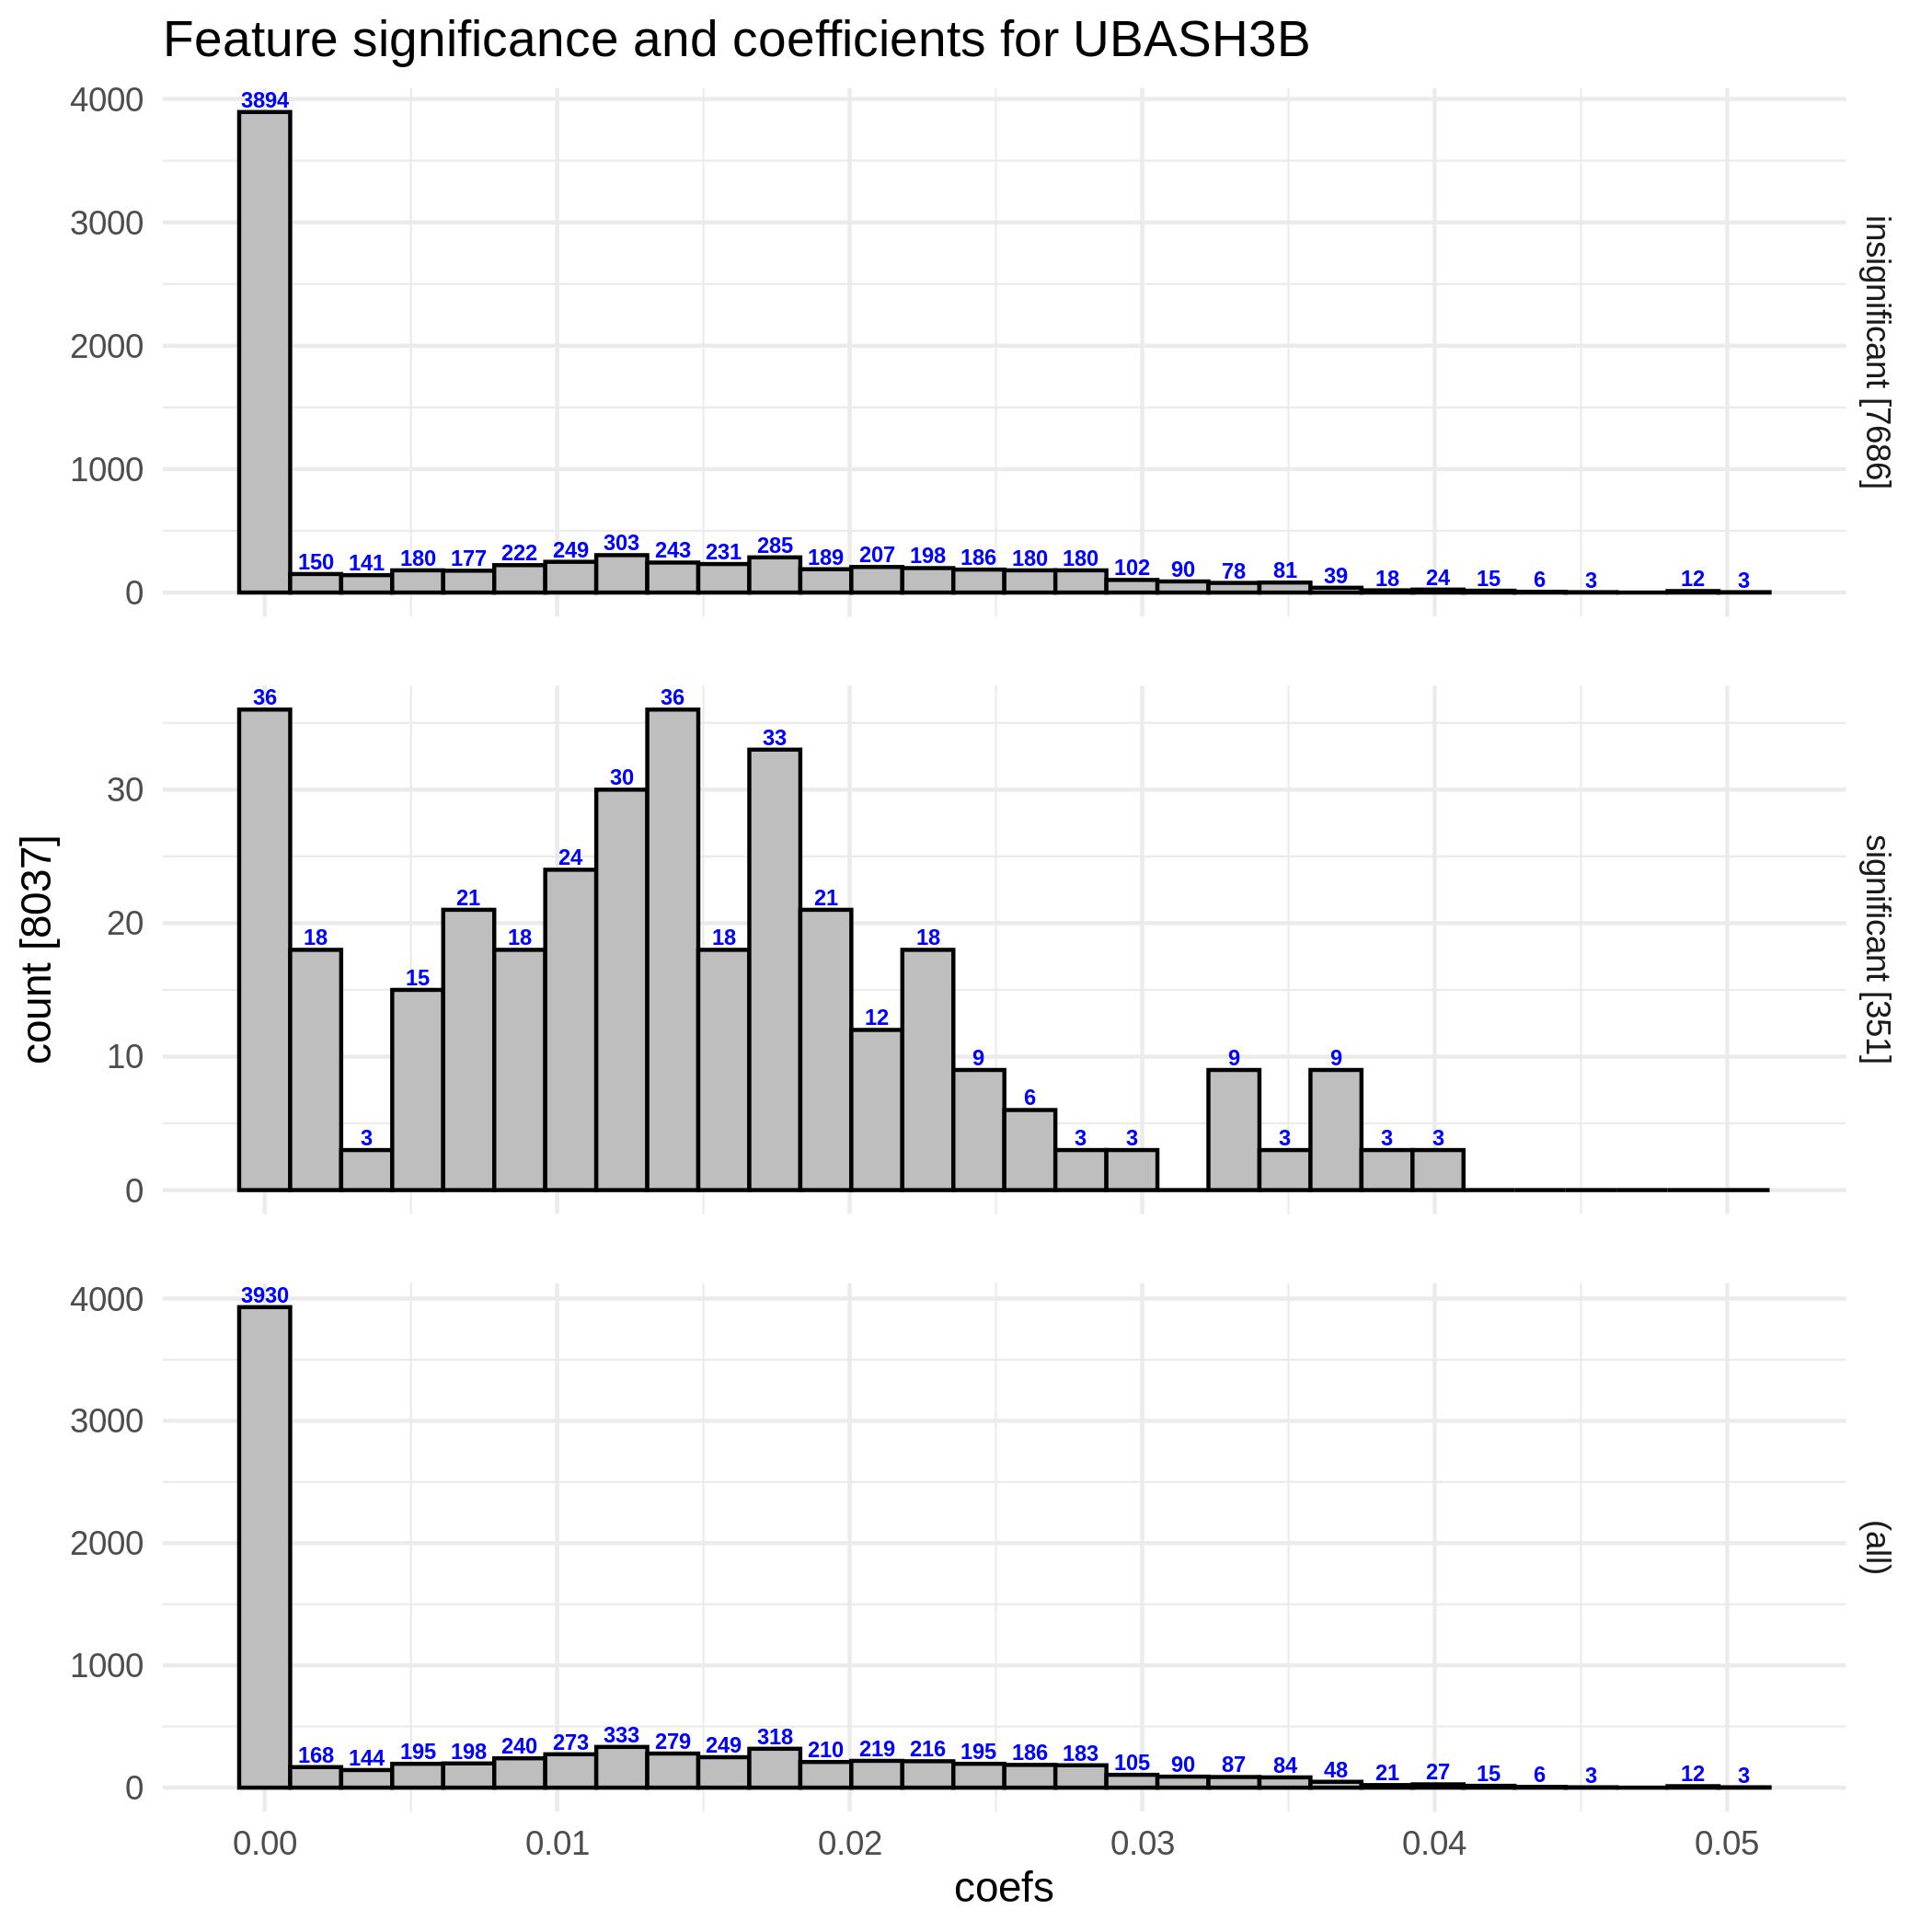 Feature significance and coefficients for UBASH3B
4000
3000
2000
1000
0
3894 150 141 180 177 222 249 303 243 231 285 189 207 198 186 180 180 102 90 78 81 39 18 24 15 6 3 12 3
insignificant [7686]
count [8037]
30
20
10
0
36 18 3 15 21 18 24 30 36 18 33 21 12 18 9 6 3 3 9 3 9 3 3
significant [351]
4000
3000
2000
1000
0
3930 168 144 195 198 240 273 333 279 249 318 210 219 216 195 186 183 105 90 87 84 48 21 27 15 6 3 12 3
(all)
0.00 0.01 0.02 0.03 0.04 0.05
coefs